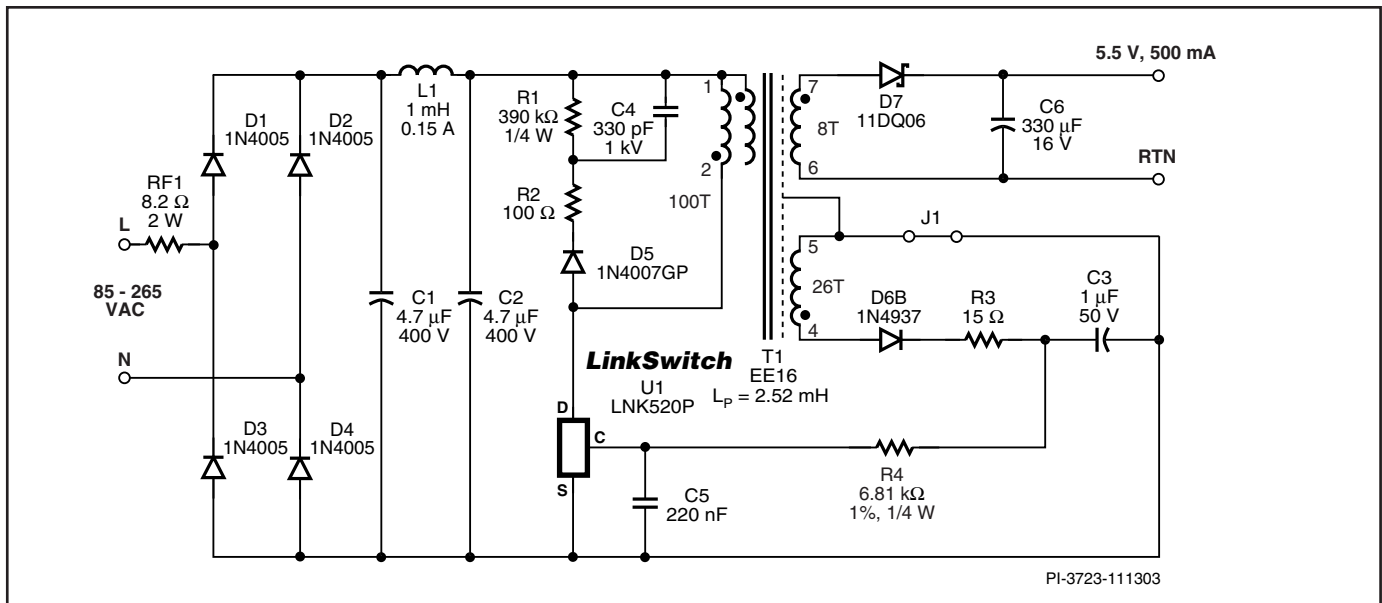 5.5 V, 500 mA
L1
1 mH
0.15 A
D1
1N4005
D2
1N4005
R1
390 kΩ
1/4 W
C4
330 pF
1 kV
1
2
100T
7
8T
6
D7
11DQ06
C6
330 µF
16 V
RTN
RF1
8.2 Ω
2 W
L
R2
100 Ω
D5
1N4007GP
J1
5
26T
4
85 - 265
VAC
C1
4.7 µF
400 V
C2
4.7 µF
400 V
D6B
1N4937
R3
15 Ω
C3
1 µF
50 V
N
LinkSwitch
U1
LNK520P
T1
EE16
LP = 2.52 mH
D
C
S
D3
1N4005
D4
1N4005
C5
220 nF
R4
6.81 kΩ
1%, 1/4 W
PI-3723-111303